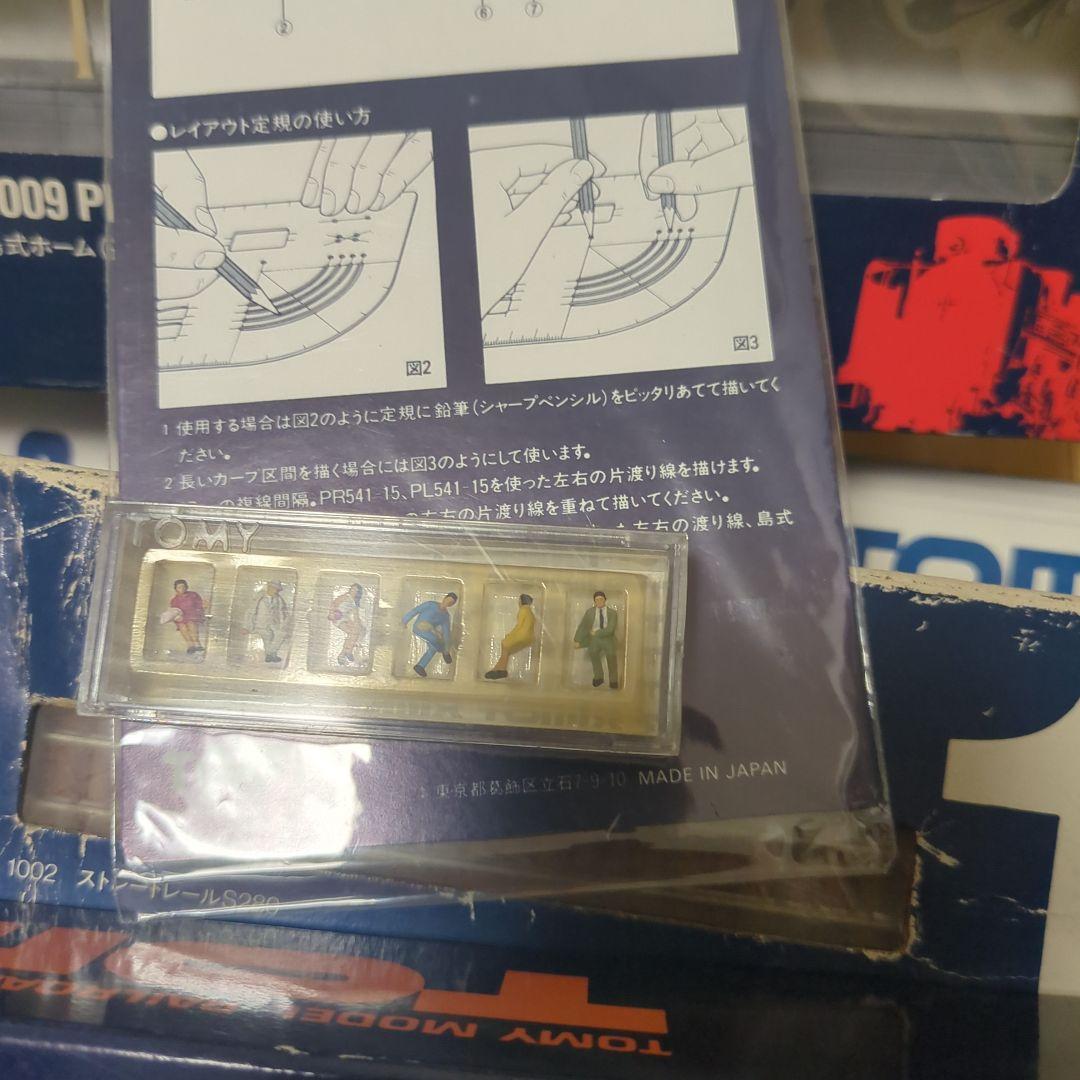 ② ⑥ ⑦
●レイアウト定規の使い方
009 P
式ホーム
図2
図3
1 使用する場合は図2のように定規に鉛筆(シャープペンシル)をピッタリあてて描いてく
ださい。
2 長いカーブ区間を描く場合には図3のようにして使います。
の複線間隔。PR541-15、PL541-15を使った左右の片渡り線を描けます。
の左右の片渡り線を重ねて描いてください。
左右の渡り線、島式
TOMY
TOM
東京都葛飾区立石7-9-10 MADE IN JAPAN
1002 ストレートレールS280
TOMY MODEL RAILROA